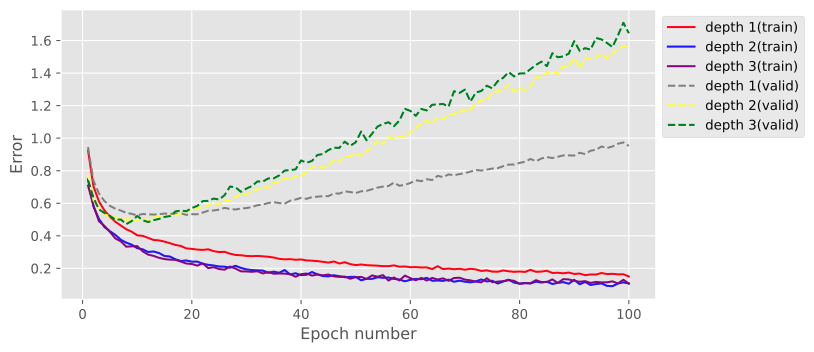 1.6
1.4
1.2
1.0
0.8
0.6
0.4
0.2
Error
0 20 40 60 80 100
Epoch number
depth 1(train)
depth 2(train)
depth 3(train)
depth 1(valid)
depth 2(valid)
depth 3(valid)